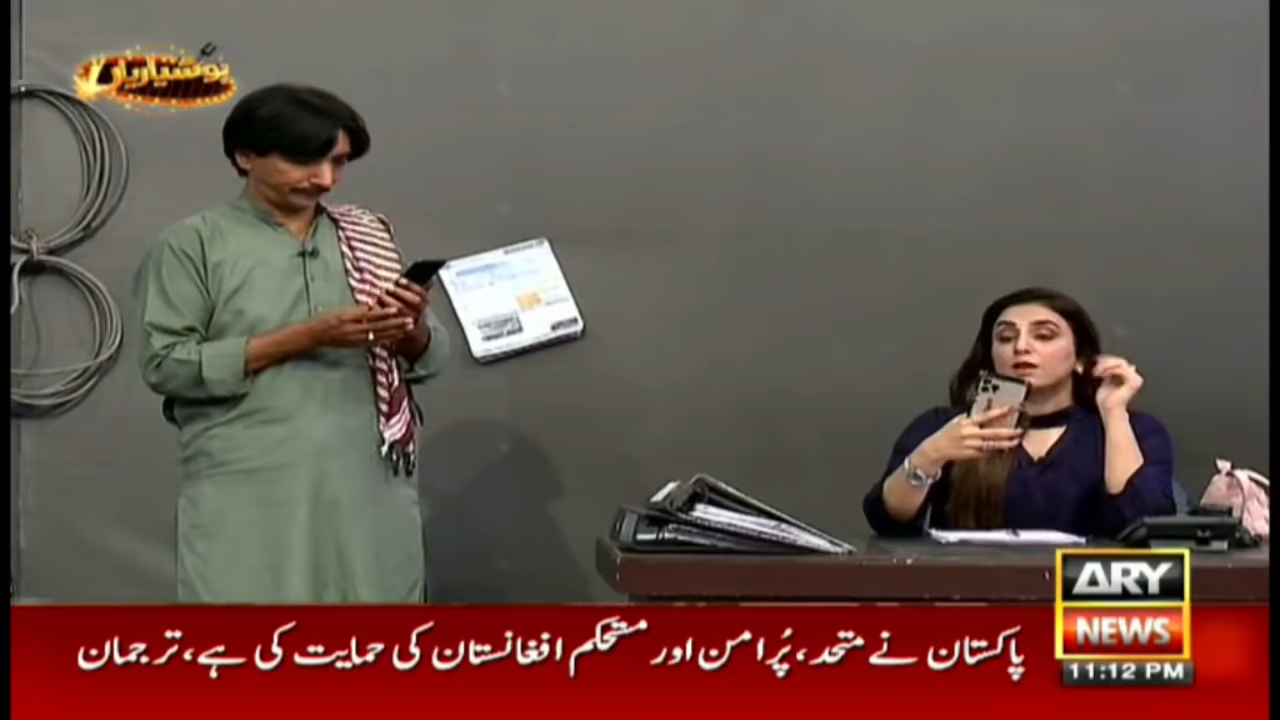 ہوشیاریاں
ARY
NEWS
11:12 PM
پاکستان نے متحد، پُرامن اور مستحکم افغانستان کی حمایت کی ہے، ترجمان